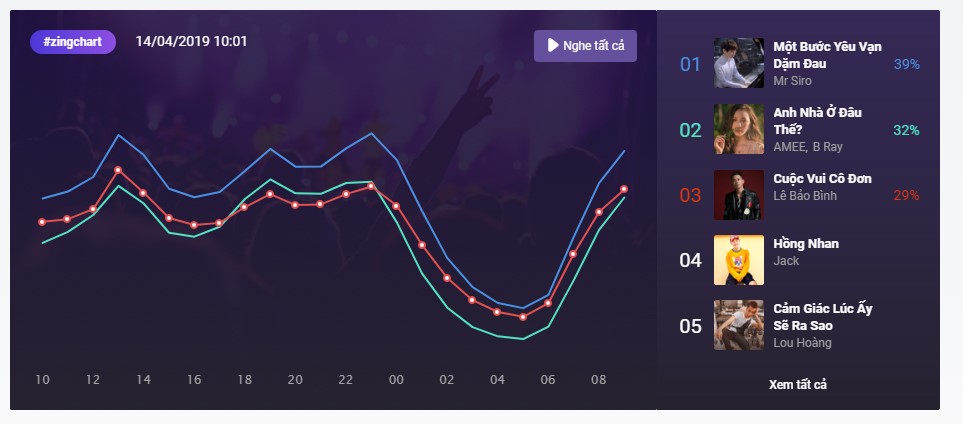 #zingchart
14/04/2019 10:01
Nghe tất cả
10 12 14 16 18 20 22 00 02 04 06 08
01
Một Bước Yêu Vạn
Dặm Đau
Mr Siro
39%
02
Anh Nhà Ở Đâu
Thế?
AMEE, B Ray
32%
03
Cuộc Vui Cô Đơn
Lê Bảo Bình
29%
04
Hồng Nhan
Jack
05
Cảm Giác Lúc Ấy
Sẽ Ra Sao
Lou Hoàng
Xem tất cả